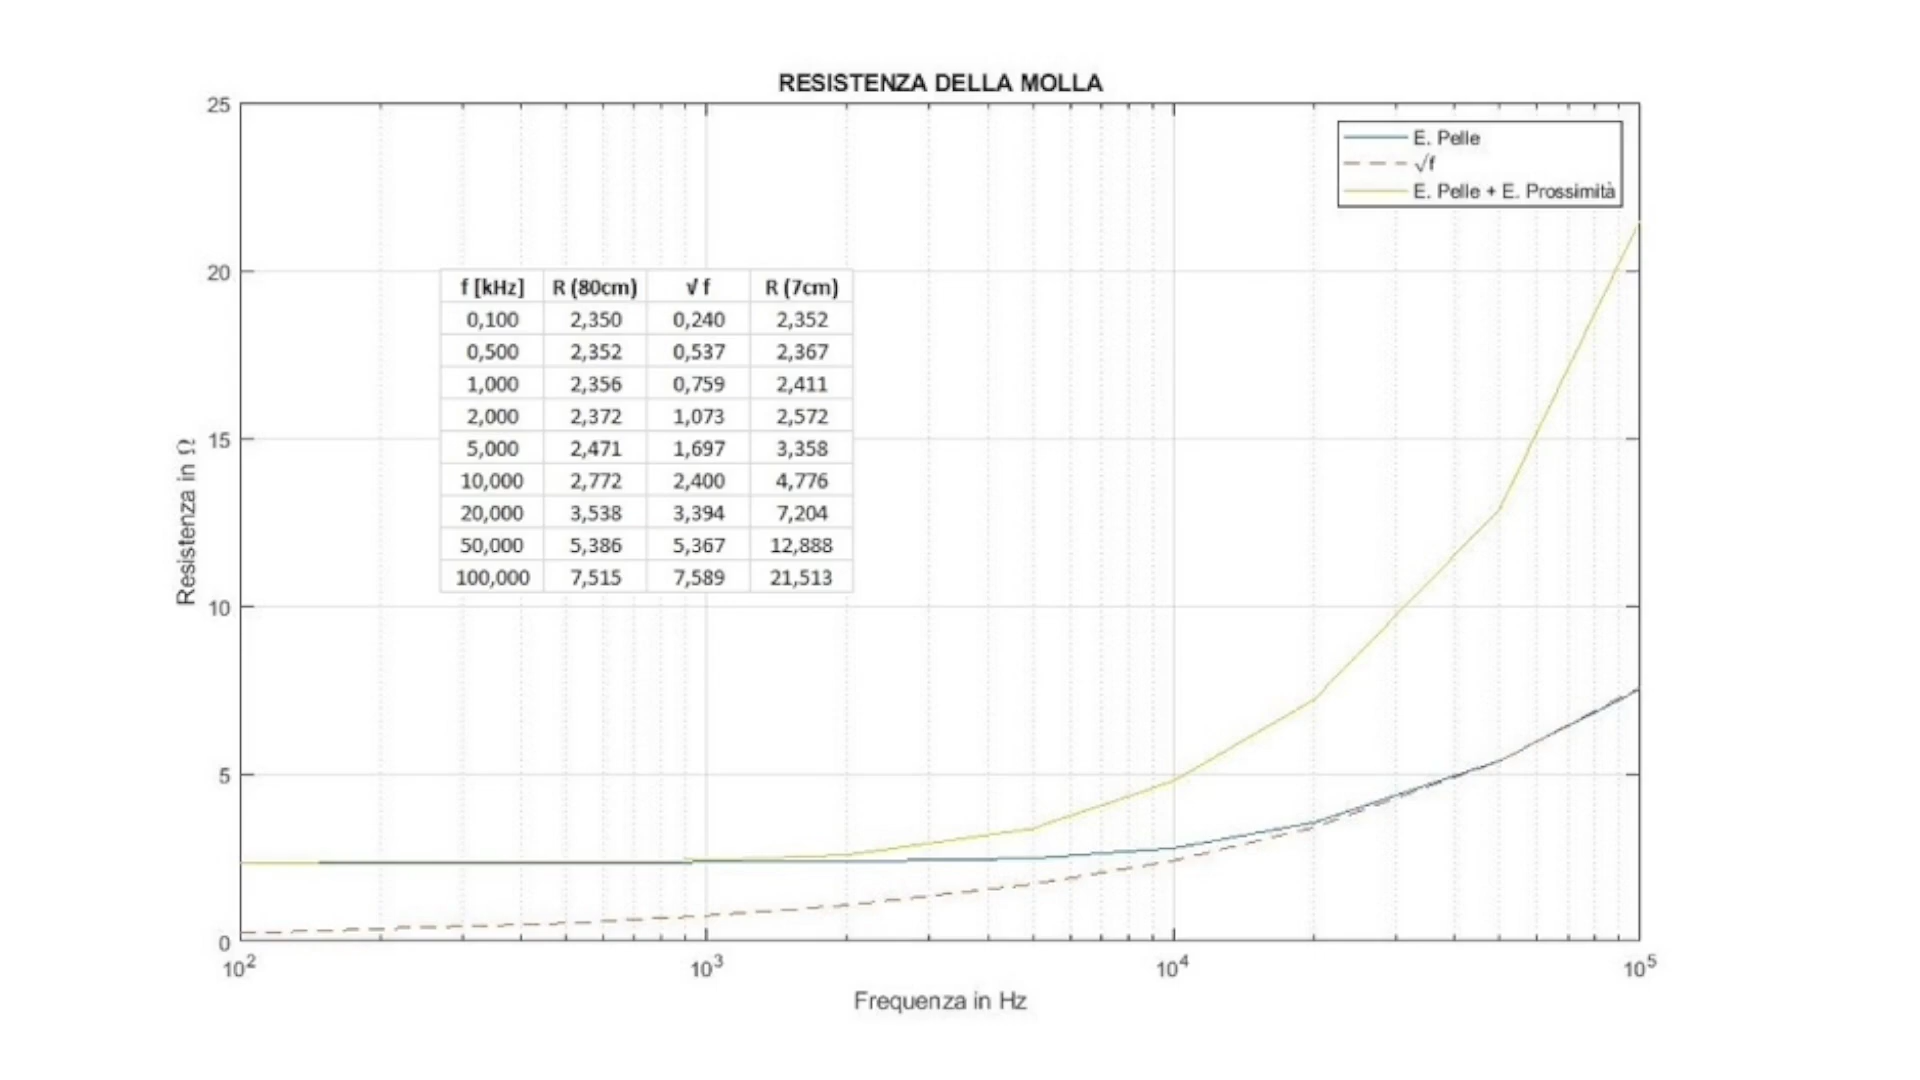 RESISTENZA DELLA MOLLA
25
E. Pelle
√f
E. Pelle + E. Prossimità
20
f [kHz] R (80cm) √ f R (7cm)
0,100 2,350 0,240 2,352
0,500 2,352 0,537 2,367
1,000 2,356 0,759 2,411
2,000 2,372 1,073 2,572
5,000 2,471 1,697 3,358
10,000 2,772 2,400 4,776
20,000 3,538 3,394 7,204
50,000 5,386 5,367 12,888
100,000 7,515 7,589 21,513
15
Resistenza in Ω
10
5
0
10² 10³ 10⁴ 10⁵
Frequenza in Hz